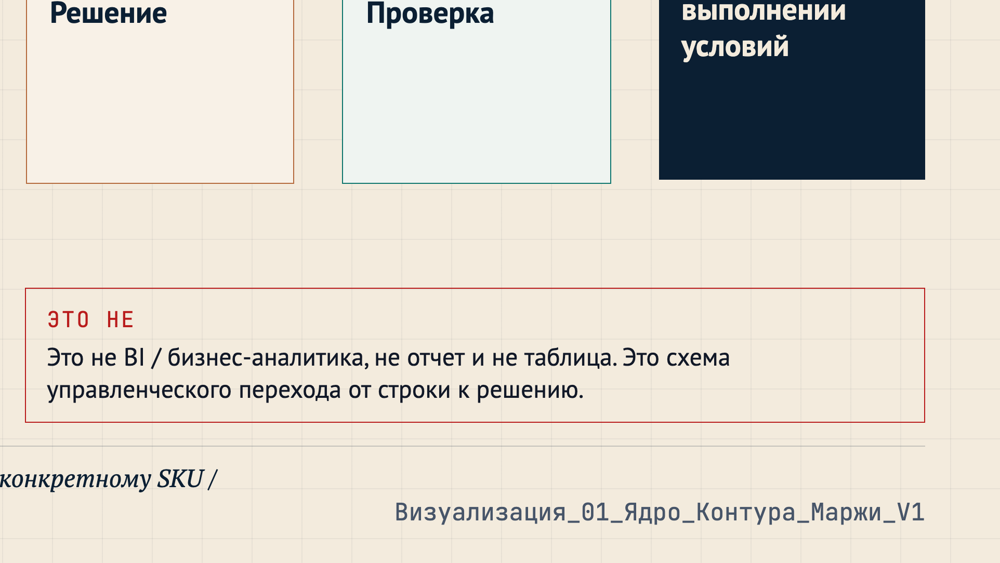 Решение
Проверка
выполнении
условий
ЭТО НЕ
Это не BI / бизнес-аналитика, не отчет и не таблица. Это схема
управленческого перехода от строки к решению.
конкретному SKU /
Визуализация_01_Ядро_Контура_Маржи_V1